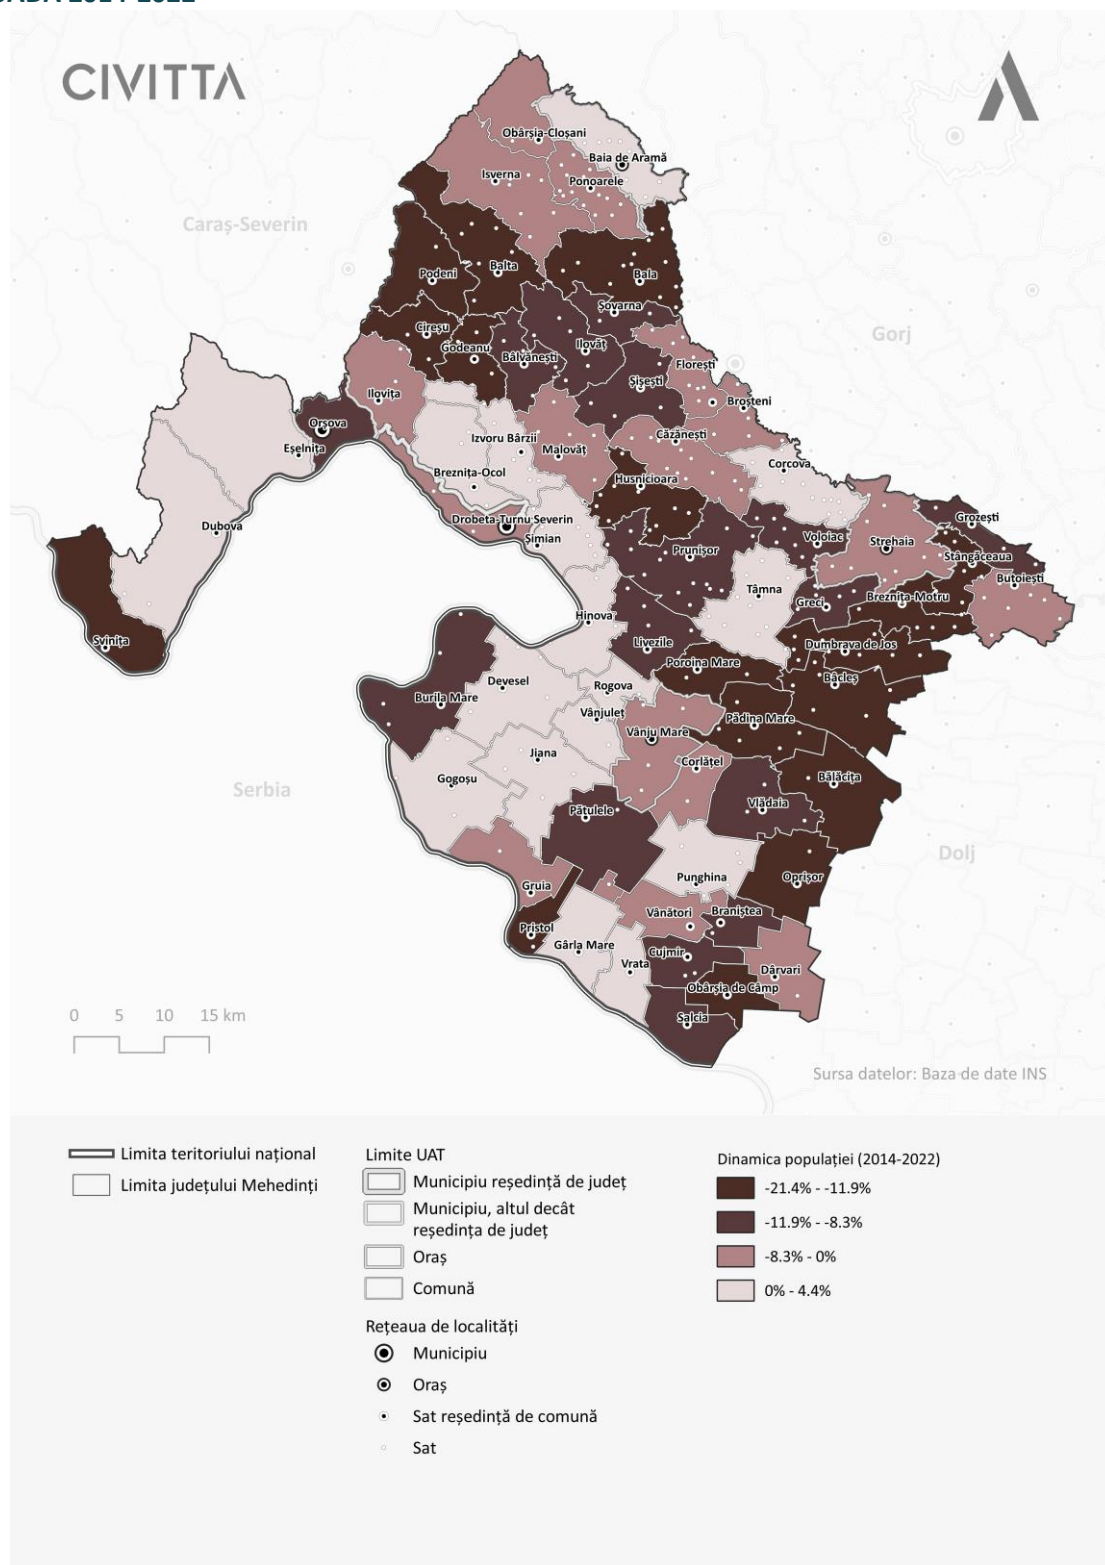 2014-2022
CIVITTA
Obârșia-Cloșani
Baia de Aramă
Isverna
Ponoarele
Caraș-Severin
Podeni
Balta
Baia
Șovarna
Gorj
Cireșu
Godeanu
Bâlvănești
Ilovăț
Florești
Șișești
Ilovița
Broșteni
Orșova
Eșelnița
Izvoru Bârzii
Malovăț
Căzănești
Corcova
Breznița-Ocol
Husnicioara
Drobeta-Turnu Severin
Șimian
Grozești
Dubova
Voloiac
Strehaia
Prunișor
Stângăceaua
Butoiești
Tâmna
Greci
Breznița-Motru
Hinova
Svinița
Livezile
Dumbrava de Jos
Poroina Mare
Bâcleș
Devesel
Rogova
Burila Mare
Vânjuleț
Pădina Mare
Vânju Mare
Jiana
Corlățel
Gogoșu
Bălăcița
Serbia
Vlădaia
Pătulele
Dolj
Punghina
Oprișor
Gruia
Vânători
Braniștea
Pristol
Gârla Mare
Cujmir
Vrata
Dârvari
Obârșia de Câmp
Salcia
0 5 10 15 km
Sursa datelor: Baza de date INS
Limita teritoriului național
Limita județului Mehedinți
Limite UAT
Municipiu reședință de județ
Municipiu, altul decât
reședința de județ
Oraș
Comună
Rețeaua de localități
Municipiu
Oraș
Sat reședință de comună
Sat
Dinamica populației (2014-2022)
-21.4% - -11.9%
-11.9% - -8.3%
-8.3% - 0%
0% - 4.4%